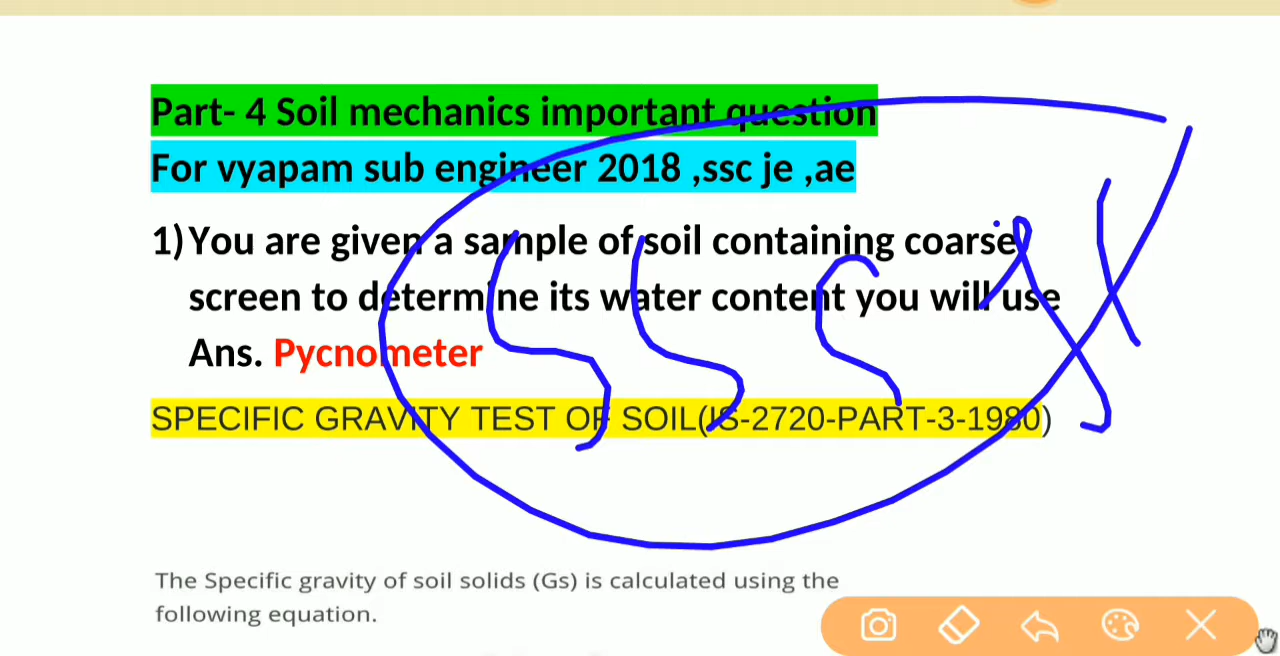 Part- 4 Soil mechanics important question
For vyapam sub engineer 2018 ,ssc je ,ae
1) You are given a sample of soil containing coarse
screen to determine its water content you will use
Ans. Pycnometer
SPECIFIC GRAVITY TEST OF SOIL(IS-2720-PART-3-1980)
The Specific gravity of soil solids (Gs) is calculated using the
following equation.